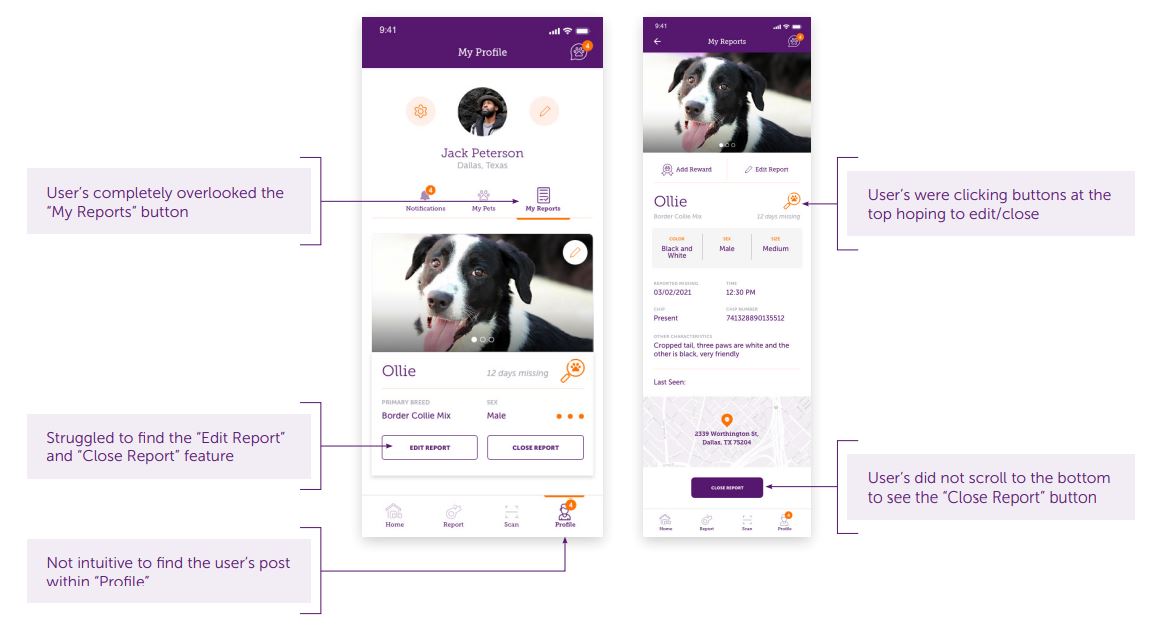 User's completely overlooked the
"My Reports" button
Struggled to find the "Edit Report"
and "Close Report" feature
Not intuitive to find the user's post
within "Profile"
9:41
My Profile
4
Jack Peterson
Dallas, Texas
4
Notifications
My Pets
My Reports
Ollie
12 days missing
PRIMARY BREED
SEX
Border Collie Mix
Male
EDIT REPORT
CLOSE REPORT
4
Home
Report
Scan
Profile
9:41
My Reports
4
Add Reward
Edit Report
Ollie
Border Collie Mix
12 days missing
COLOR
SEX
SIZE
Black and
White
Male
Medium
REPORTED MISSING
TIME
03/02/2021
12:30 PM
CHIP
CHIP NUMBER
Present
741328890135512
OTHER CHARACTERISTICS
Cropped tail, three paws are white and the
other is black, very friendly
Last Seen:
2339 Worthington St,
Dallas, TX 75204
CLOSE REPORT
4
Home
Report
Scan
Profile
User's were clicking buttons at the
top hoping to edit/close
User's did not scroll to the bottom
to see the "Close Report" button